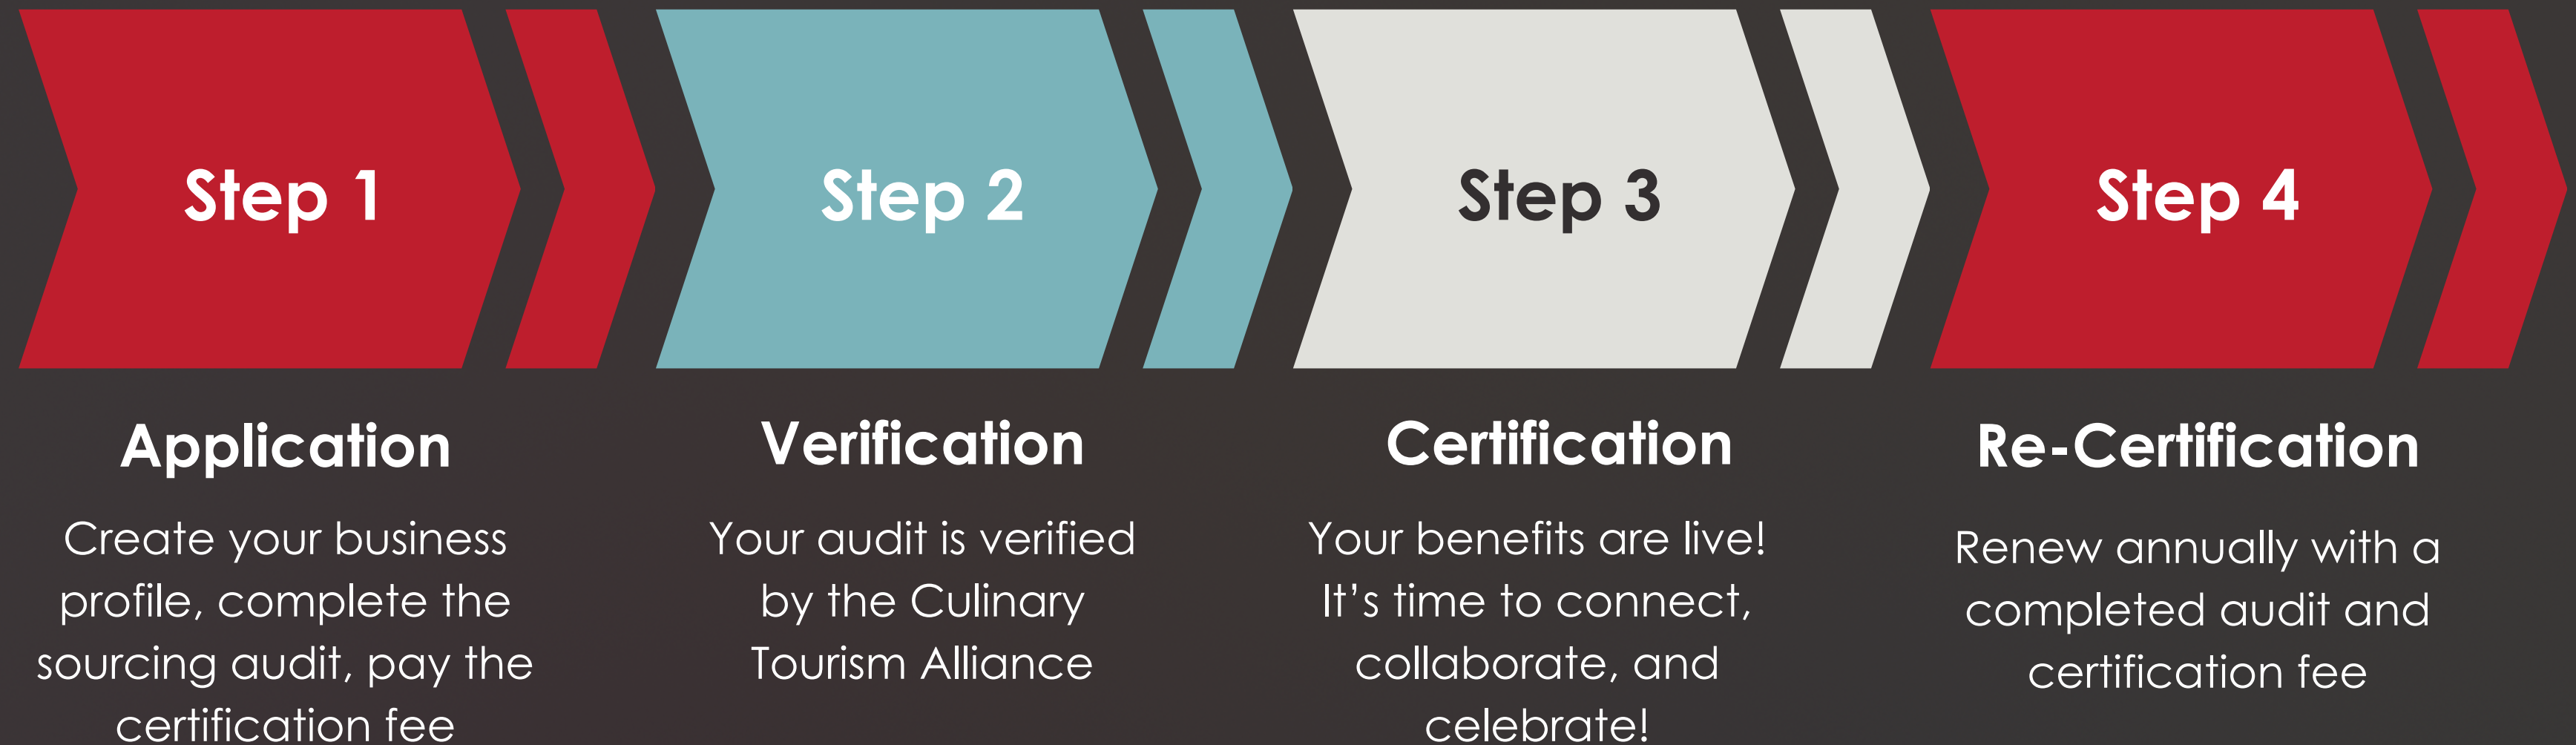 Step 1
Application
Create your business
profile, complete the
sourcing audit, pay the
certification fee
Step 2
Verification
Your audit is verified
by the Culinary
Tourism Alliance
Step 3
Certification
Your benefits are live!
It’s time to connect,
collaborate, and
celebrate!
Step 4
Re-Certification
Renew annually with a
completed audit and
certification fee